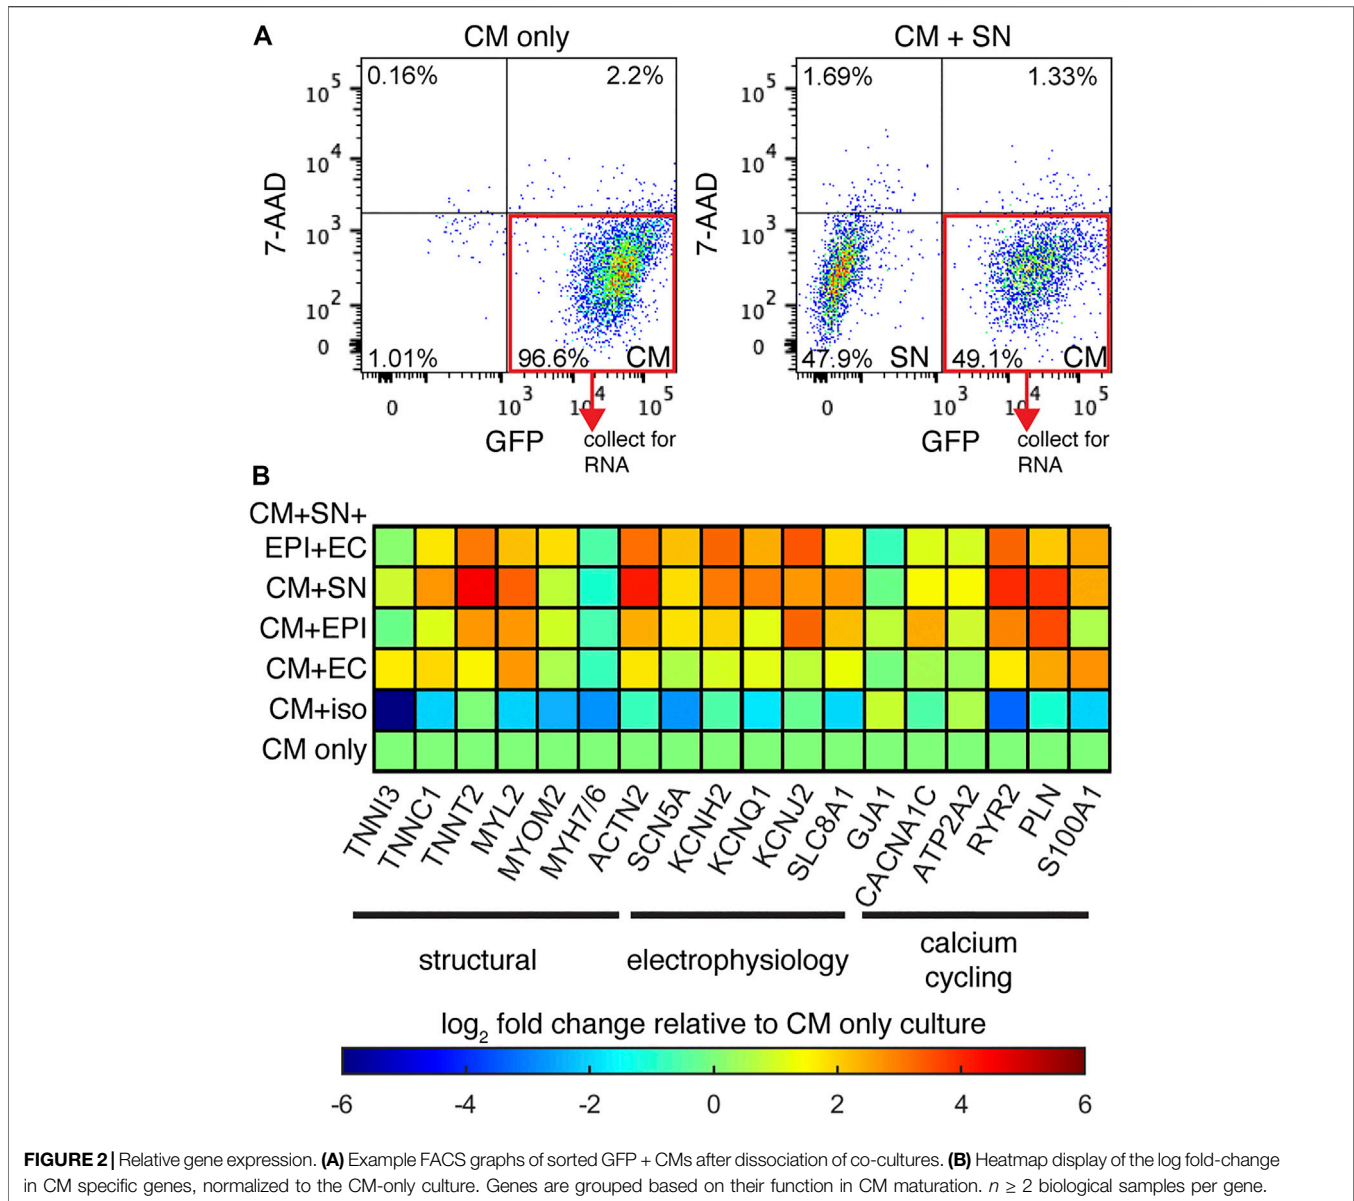 A
CM only
CM + SN
0.16%
2.2%
1.69%
1.33%
10^5
10^4
10^3
10^2
0
7-AAD
1.01%
96.6%
CM
0
10^3
10^4
10^5
GFP
collect for
RNA
10^5
10^4
10^3
10^2
0
7-AAD
47.9%
SN
49.1%
CM
0
10^3
10^4
10^5
GFP
collect for
RNA
B
CM+SN+
EPI+EC
CM+SN
CM+EPI
CM+EC
CM+iso
CM only
TNNI3
TNNC1
TNNT2
MYL2
MYOM2
MYH7/6
ACTN2
SCN5A
KCNH2
KCNQ1
KCNJ2
SLC8A1
GJA1
CACNA1C
ATP2A2
RYR2
PLN
S100A1
structural
electrophysiology
calcium
cycling
log₂ fold change relative to CM only culture
-6 -4 -2 0 2 4 6
FIGURE 2 | Relative gene expression. (A) Example FACS graphs of sorted GFP + CMs after dissociation of co-cultures. (B) Heatmap display of the log fold-change
in CM specific genes, normalized to the CM-only culture. Genes are grouped based on their function in CM maturation. n ≥ 2 biological samples per gene.